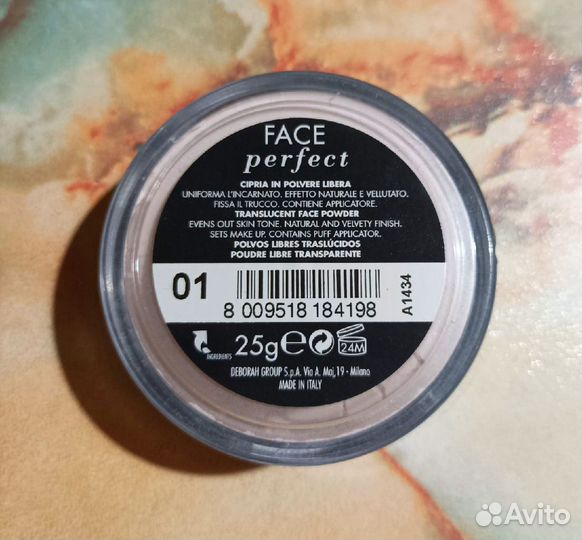 FACE
perfect
CIPRIA IN POLVERE LIBERA
UNIFORMA L'INCARNATO. EFFETTO NATURALE E VELLUTATO.
FISSA IL TRUCCO. CONTIENE APPLICATORE.
TRANSLUCENT FACE POWDER
EVENS OUT SKIN TONE. NATURAL AND VELVETY FINISH.
SETS MAKE UP. CONTAINS PUFF APPLICATOR.
POLVOS LIBRES TRASLÚCIDOS
POUDRE LIBRE TRANSPARENTE
01
8 009518 184198
A1434
INGREDIENTS
25g e
24M
DEBORAH GROUP S.p.A. Via A. Moj, 19 - Milano
MADE IN ITALY
Avito